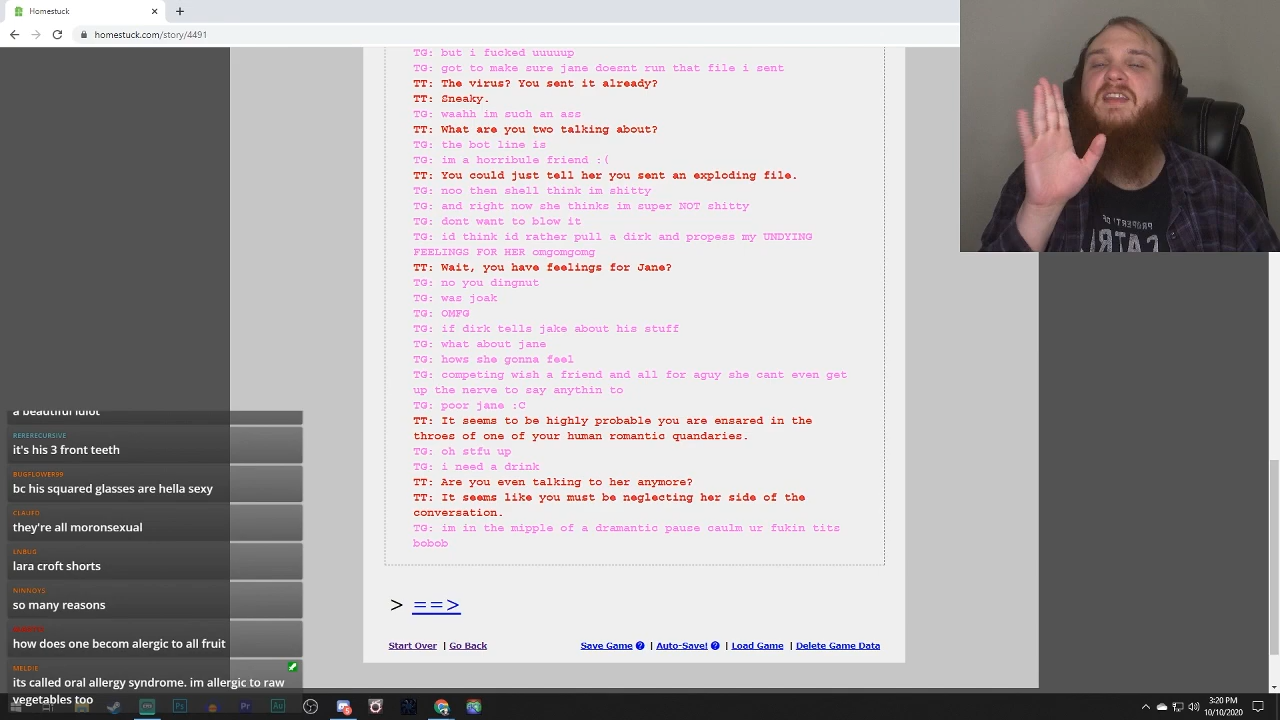 Homestuck
homestuck.com/story/4491
TG: but i fucked uuuuup
TG: got to make sure jane doesnt run that file i sent
TT: The virus? You sent it already?
TT: Sneaky.
TG: waahh im such an ass
TT: What are you two talking about?
TG: the bot line is
TG: im a horribule friend :(
TT: You could just tell her you sent an exploding file.
TG: noo then shell think im shitty
TG: and right now she thinks im super NOT shitty
TG: dont want to blow it
TG: id think id rather pull a dirk and propess my UNDYING
FEELINGS FOR HER omgomgomg
TT: Wait, you have feelings for Jane?
TG: no you dingnut
TG: was joak
TG: OMFG
TG: if dirk tells jake about his stuff
TG: what about jane
TG: hows she gonna feel
TG: competing wish a friend and all for aguy she cant even get
up the nerve to say anythin to
TG: poor jane :C
TT: It seems to be highly probable you are ensared in the
throes of one of your human romantic quandaries.
TG: oh stfu up
TG: i need a drink
TT: Are you even talking to her anymore?
TT: It seems like you must be neglecting her side of the
conversation.
TG: im in the mipple of a dramantic pause caulm ur fukin tits
bobob
> ==>
Start Over | Go Back
Save Game ? | Auto-Save! ? | Load Game | Delete Game Data
a beautiful idiot
RERERECURSIVE
it's his 3 front teeth
BUGFLOWER99
bc his squared glasses are hella sexy
they're all moronsexual
LNBUG
lara croft shorts
NINNOYS
so many reasons
how does one becom alergic to all fruit
MELDIE
its called oral allergy syndrome. im allergic to raw
vegetables too
PROPERTY OF
CATR
3:20 PM
10/10/2020